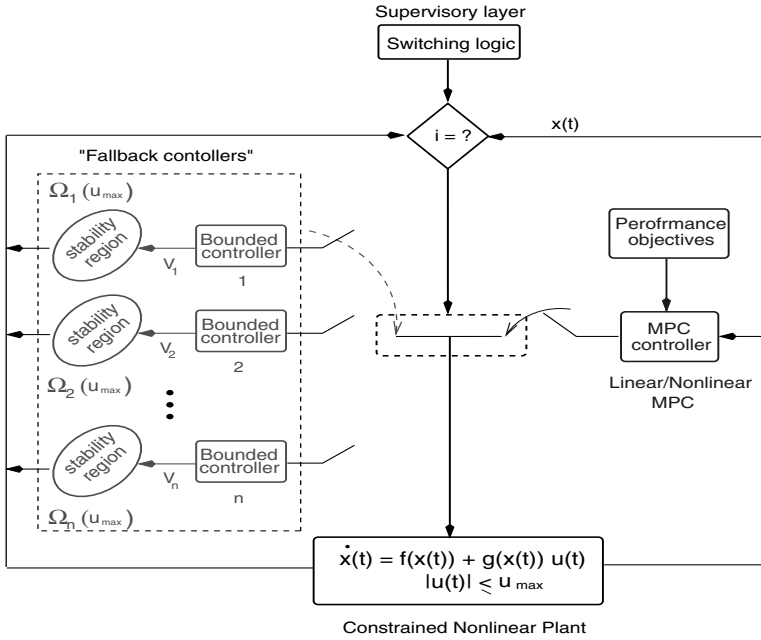 Supervisory layer
Switching logic
i = ?
x(t)
"Fallback contollers"
Ω1 (umax)
stability
region
V1
Bounded
controller
1
Perofrmance
objectives
stability
region
V2
Bounded
controller
2
Ω2 (umax)
MPC
controller
Linear/Nonlinear
MPC
stability
region
Vn
Bounded
controller
n
Ωn (umax)
ẋ(t) = f(x(t)) + g(x(t)) u(t)
|u(t)| ≤ umax
Constrained Nonlinear Plant